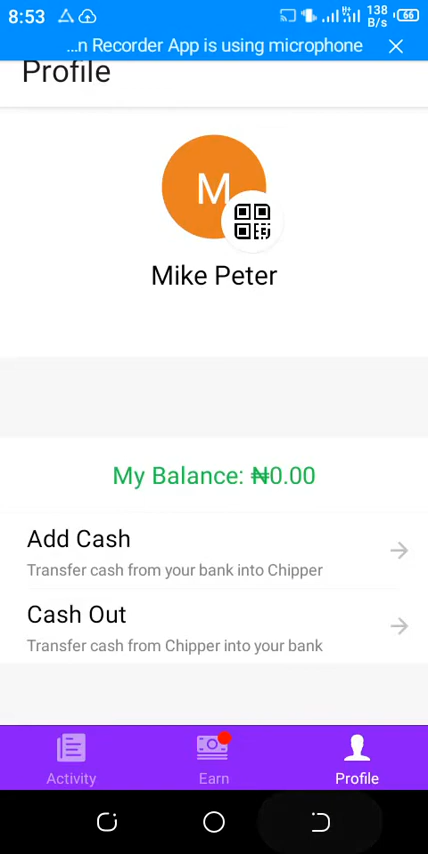 8:53
138
B/s
66
...n Recorder App is using microphone
Profile
M
Mike Peter
My Balance: ₦0.00
Add Cash
Transfer cash from your bank into Chipper
Cash Out
Transfer cash from Chipper into your bank
Activity
Earn
Profile